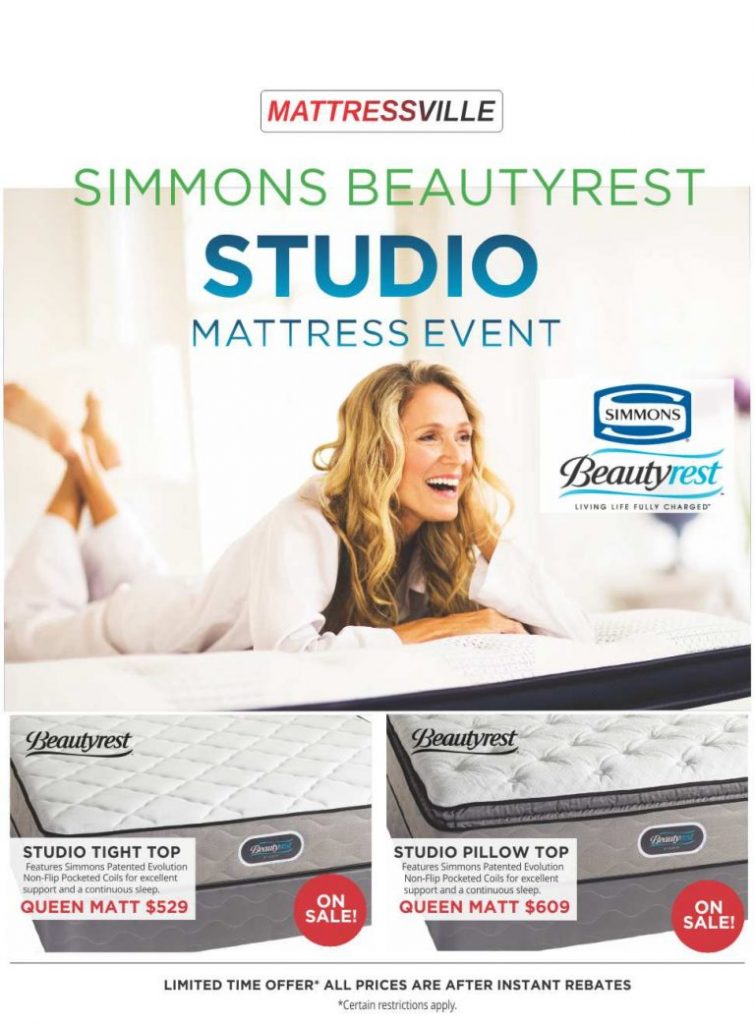 MATTRESSVILLE
SIMMONS BEAUTYREST
STUDIO
MATTRESS EVENT
SIMMONS
Beautyrest
LIVING LIFE FULLY CHARGED™
Beautyrest
Beautyrest
STUDIO TIGHT TOP
Features Simmons Patented Evolution
Non-Flip Pocketed Coils for excellent
support and a continuous sleep.
QUEEN MATT $529
Beautyrest
ON
SALE!
Beautyrest
STUDIO PILLOW TOP
Features Simmons Patented Evolution
Non-Flip Pocketed Coils for excellent
support and a continuous sleep.
QUEEN MATT $609
ON
SALE!
LIMITED TIME OFFER* ALL PRICES ARE AFTER INSTANT REBATES
*Certain restrictions apply.